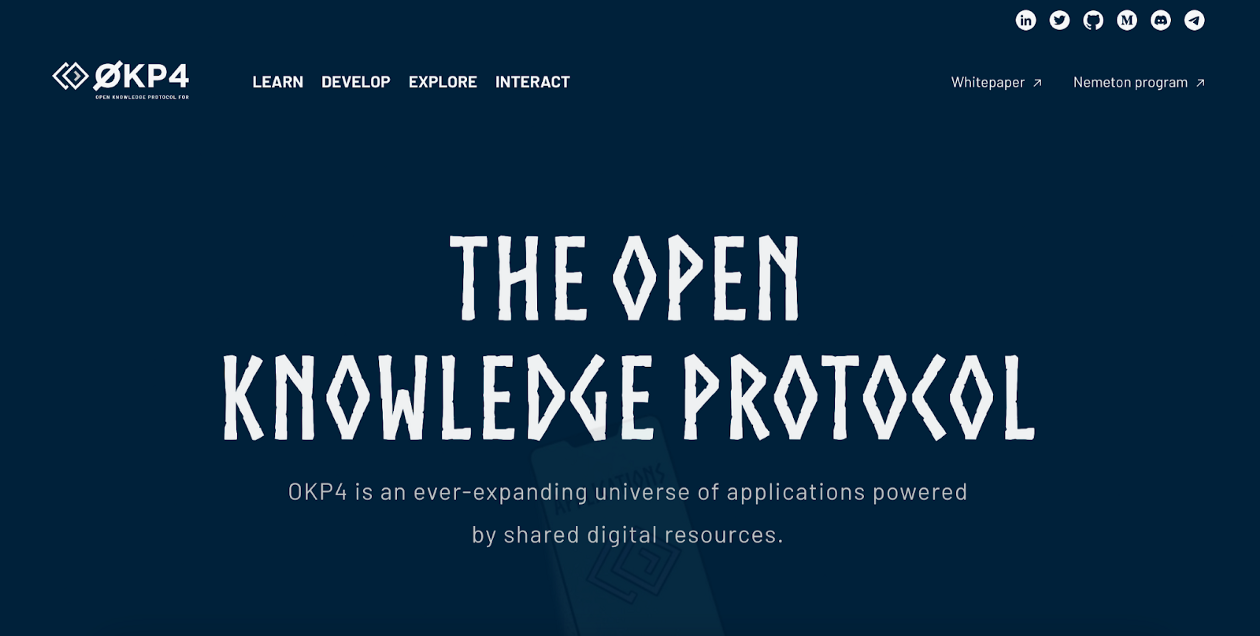 ØKP4
OPEN KNOWLEDGE PROTOCOL FOR
LEARN DEVELOP EXPLORE INTERACT
Whitepaper ↗ Nemeton program ↗
THE OPEN
KNOWLEDGE PROTOCOL
APPLICATIONS
OKP4 is an ever-expanding universe of applications powered
by shared digital resources.